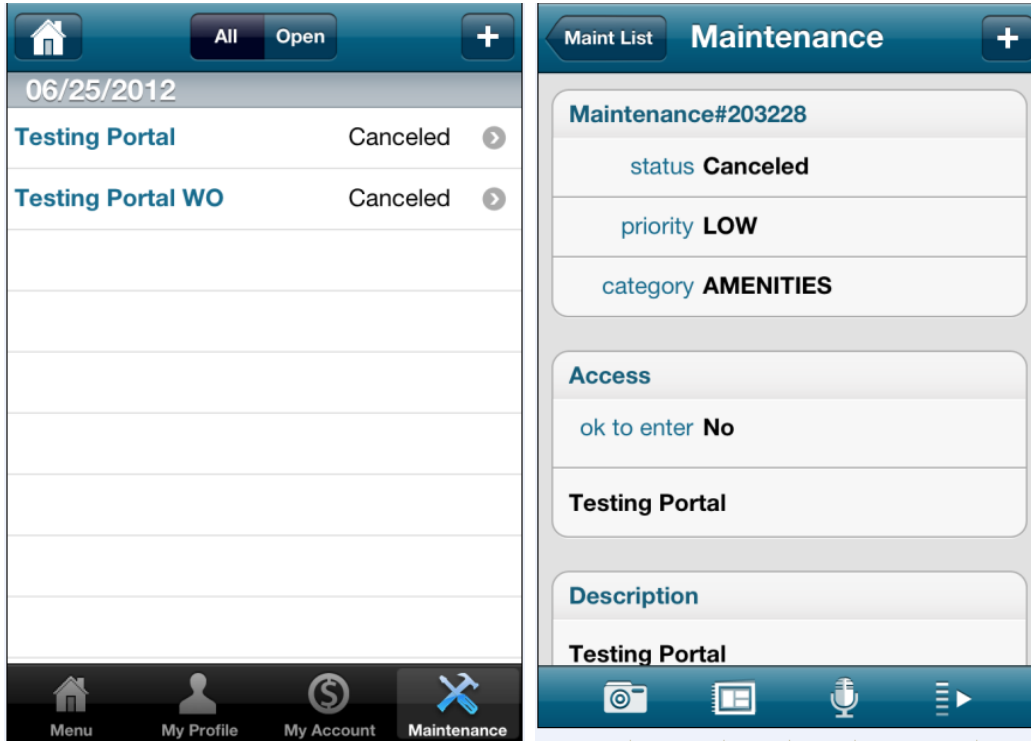 All Open +
06/25/2012
Testing Portal Canceled
Testing Portal WO Canceled
Menu My Profile My Account Maintenance
Maint List Maintenance +
Maintenance#203228
status Canceled
priority LOW
category AMENITIES
Access
ok to enter No
Testing Portal
Description
Testing Portal